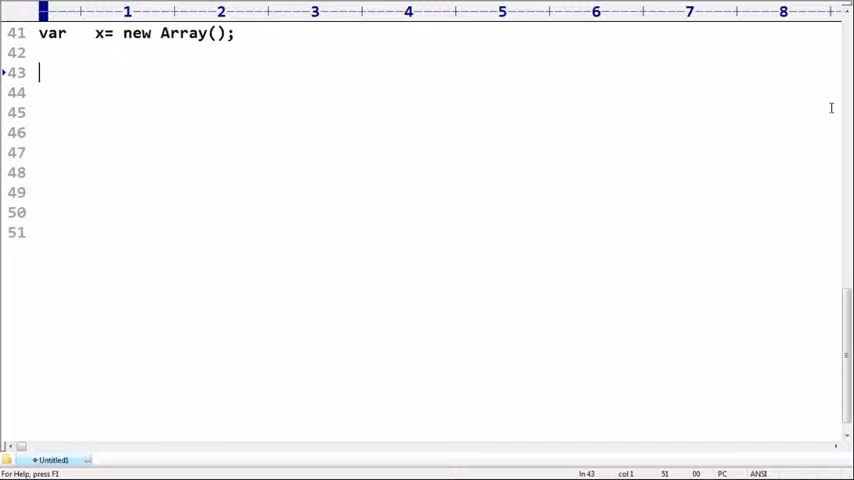 1 2 3 4 5 6 7 8
41 var   x= new Array();
42
43
44
45
46
47
48
49
50
51
Untitled1
For Help, press F1 ln 43 col 1 51 00 PC ANSI